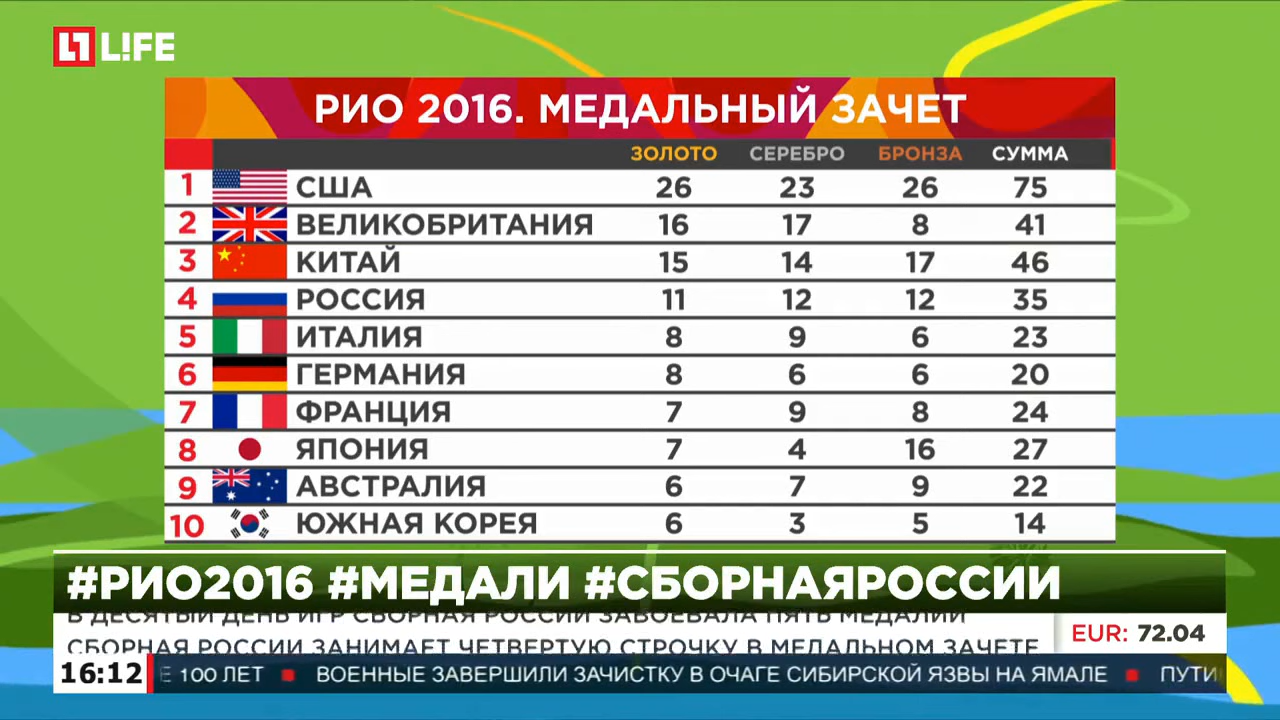 L!FE
РИО 2016. МЕДАЛЬНЫЙ ЗАЧЕТ
ЗОЛОТО СЕРЕБРО БРОНЗА СУММА
1 США 26 23 26 75
2 ВЕЛИКОБРИТАНИЯ 16 17 8 41
3 КИТАЙ 15 14 17 46
4 РОССИЯ 11 12 12 35
5 ИТАЛИЯ 8 9 6 23
6 ГЕРМАНИЯ 8 6 6 20
7 ФРАНЦИЯ 7 9 8 24
8 ЯПОНИЯ 7 4 16 27
9 АВСТРАЛИЯ 6 7 9 22
10 ЮЖНАЯ КОРЕЯ 6 3 5 14
#РИО2016 #МЕДАЛИ #СБОРНАЯРОССИИ
В ДЕСЯТЫЙ ДЕНЬ ИГР СБОРНАЯ РОССИИ ЗАВОЕВАЛА ПЯТЬ МЕДАЛИЙ
СБОРНАЯ РОССИИ ЗАНИМАЕТ ЧЕТВЕРТУЮ СТРОЧКУ В МЕДАЛЬНОМ ЗАЧЕТЕ
EUR: 72.04
16:12 Е 100 ЛЕТ ВОЕННЫЕ ЗАВЕРШИЛИ ЗАЧИСТКУ В ОЧАГЕ СИБИРСКОЙ ЯЗВЫ НА ЯМАЛЕ ПУТИ